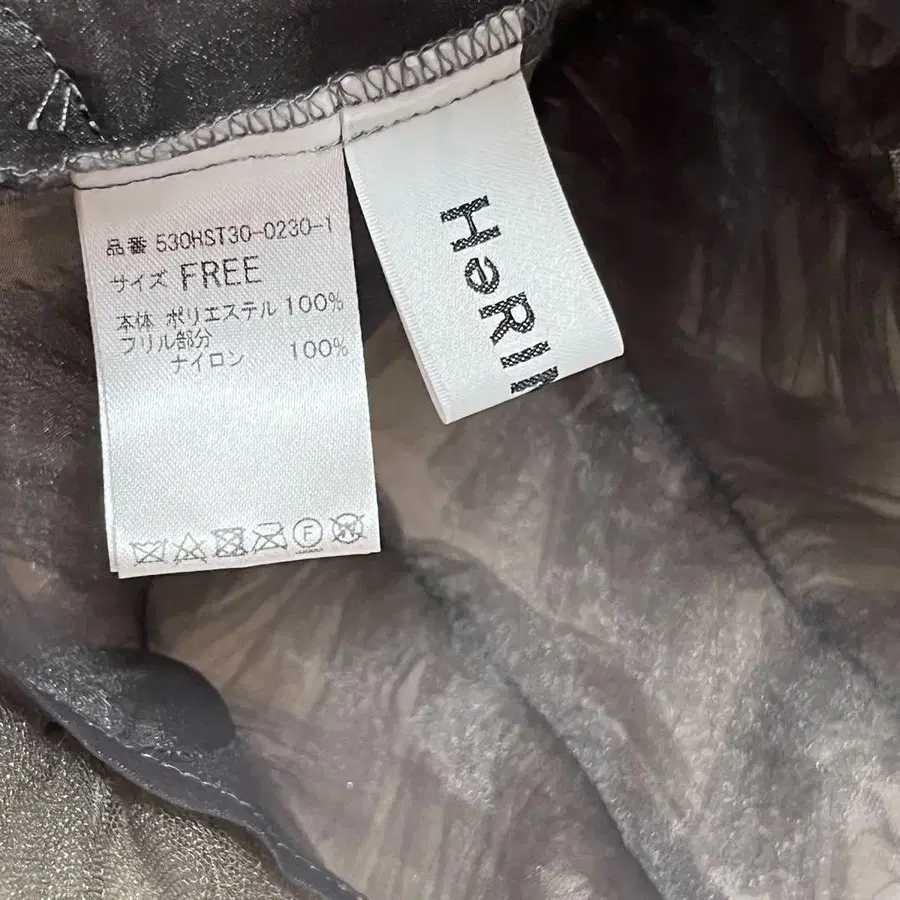 品番 530HST30-0230-1
サイズ FREE
本体 ポリエステル 100%
フリル部分
ナイロン 100%
F
W
HeRI